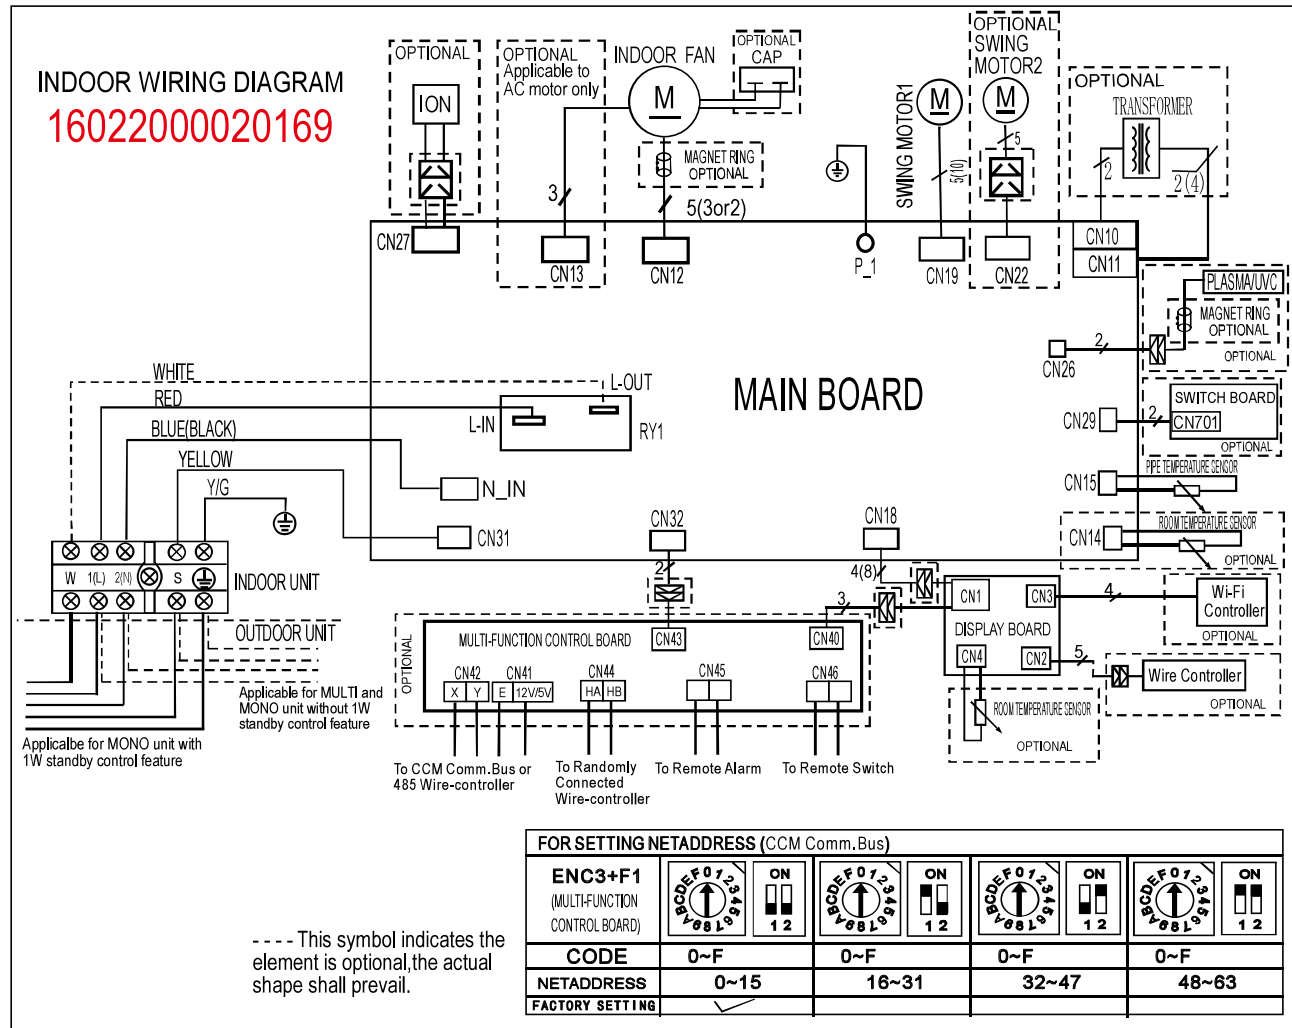 INDOOR WIRING DIAGRAM
16022000020169
OPTIONAL
ION
CN27
OPTIONAL
Applicable to
AC motor only
3
CN13
INDOOR FAN
M
MAGNET RING
OPTIONAL
5(3or2)
CN12
OPTIONAL
CAP
P_1
SWING MOTOR1
M
5(10)
CN19
OPTIONAL
SWING
MOTOR2
M
5
CN22
OPTIONAL
TRANSFORMER
2
2(4)
CN10
CN11
PLASMA/UVC
MAGNET RING
OPTIONAL
OPTIONAL
2
CN26
MAIN BOARD
SWITCH BOARD
CN701
OPTIONAL
2
CN29
PIPE TEMPERATURE SENSOR
CN15
ROOM TEMPERATURE SENSOR
OPTIONAL
CN14
WHITE
RED
BLUE(BLACK)
YELLOW
Y/G
L-OUT
L-IN
RY1
N_IN
CN31
CN32
2
CN18
4(8)
W 1(L) 2(N) S
INDOOR UNIT
OUTDOOR UNIT
Applicable for MULTI and
MONO unit without 1W
standby control feature
Applicalbe for MONO unit with
1W standby control feature
OPTIONAL
MULTI-FUNCTION CONTROL BOARD
CN43
CN40
3
CN42 CN41 CN44 CN45 CN46
X Y E 12V/5V HA HB
To CCM Comm.Bus or
485 Wire-controller
To Randomly
Connected
Wire-controller
To Remote Alarm
To Remote Switch
CN1
CN3
DISPLAY BOARD
CN4
CN2
4
Wi-Fi
Controller
OPTIONAL
5
Wire Controller
OPTIONAL
ROOM TEMPERATURE SENSOR
OPTIONAL
---- This symbol indicates the
element is optional,the actual
shape shall prevail.
FOR SETTING NETADDRESS (CCM Comm.Bus)
ENC3+F1
(MULTI-FUNCTION
CONTROL BOARD)
0123456789ABCDEF
ON
1 2
0123456789ABCDEF
ON
1 2
0123456789ABCDEF
ON
1 2
0123456789ABCDEF
ON
1 2
CODE 0~F 0~F 0~F 0~F
NETADDRESS 0~15 16~31 32~47 48~63
FACTORY SETTING